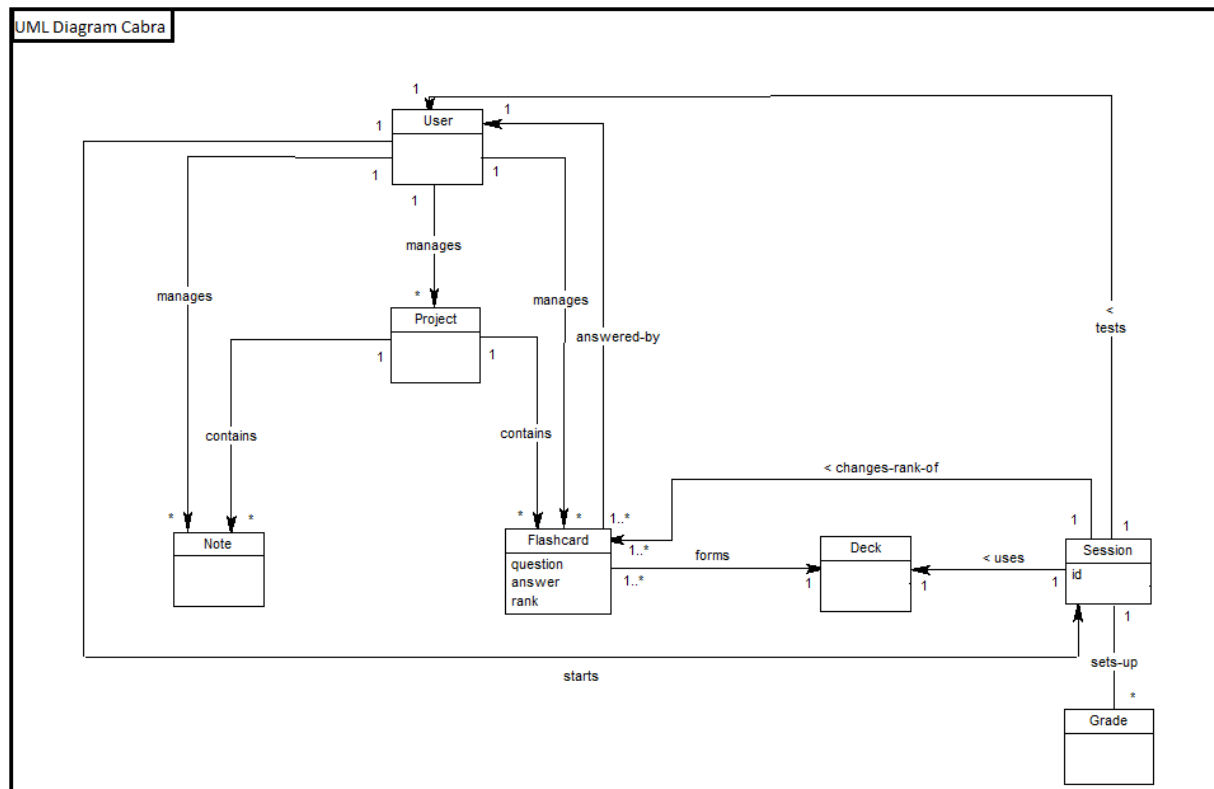 UML Diagram Cabra
1
1
1
User
1
1
1
manages
manages
manages
answered-by
<
tests
*
Project
1
1
contains
contains
< changes-rank-of
*
*
Note
*
*
1..*
Flashcard
question
answer
rank
1..*
1..*
forms
1
Deck
1
< uses
1
1
1
Session
id
1
sets-up
*
Grade
starts